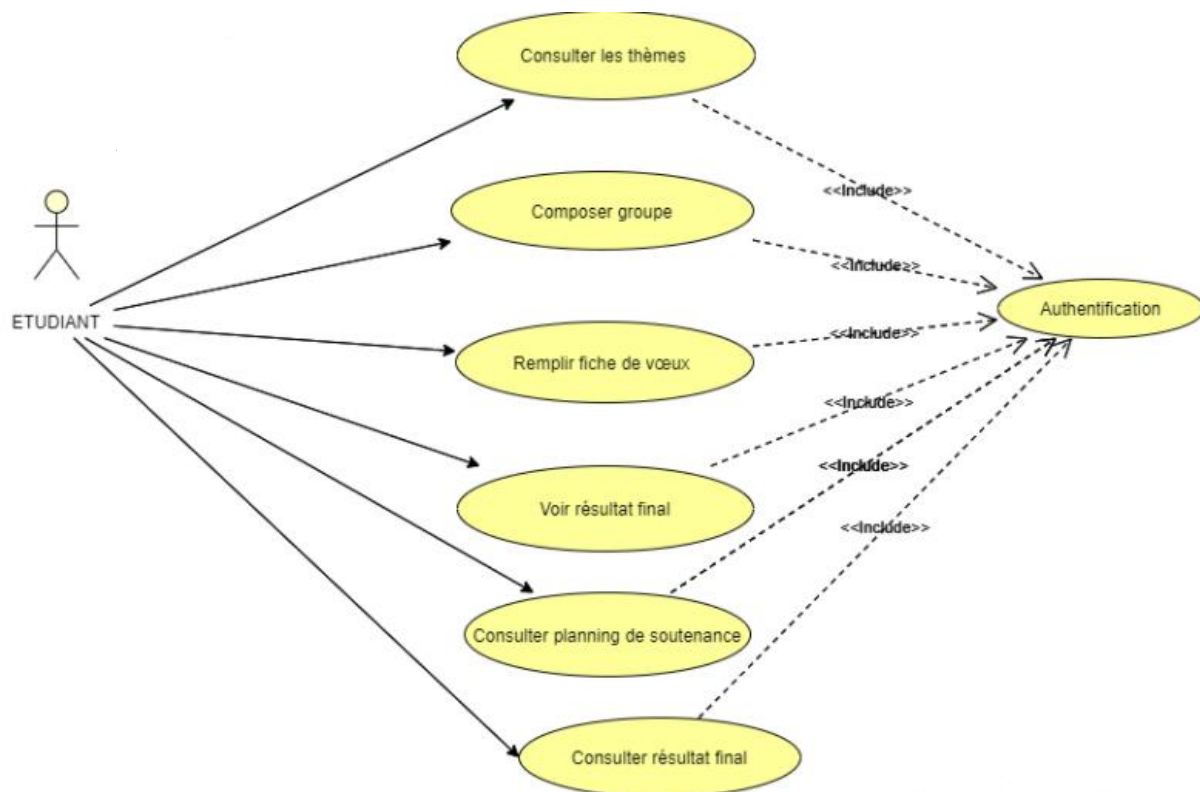 Consulter les thèmes
<<Include>>
Composer groupe
<<Include>>
Authentification
ETUDIANT
<<Include>>
Remplir fiche de vœux
<<Include>>
<<Include>>
Voir résultat final
<<Include>>
Consulter planning de soutenance
Consulter résultat final